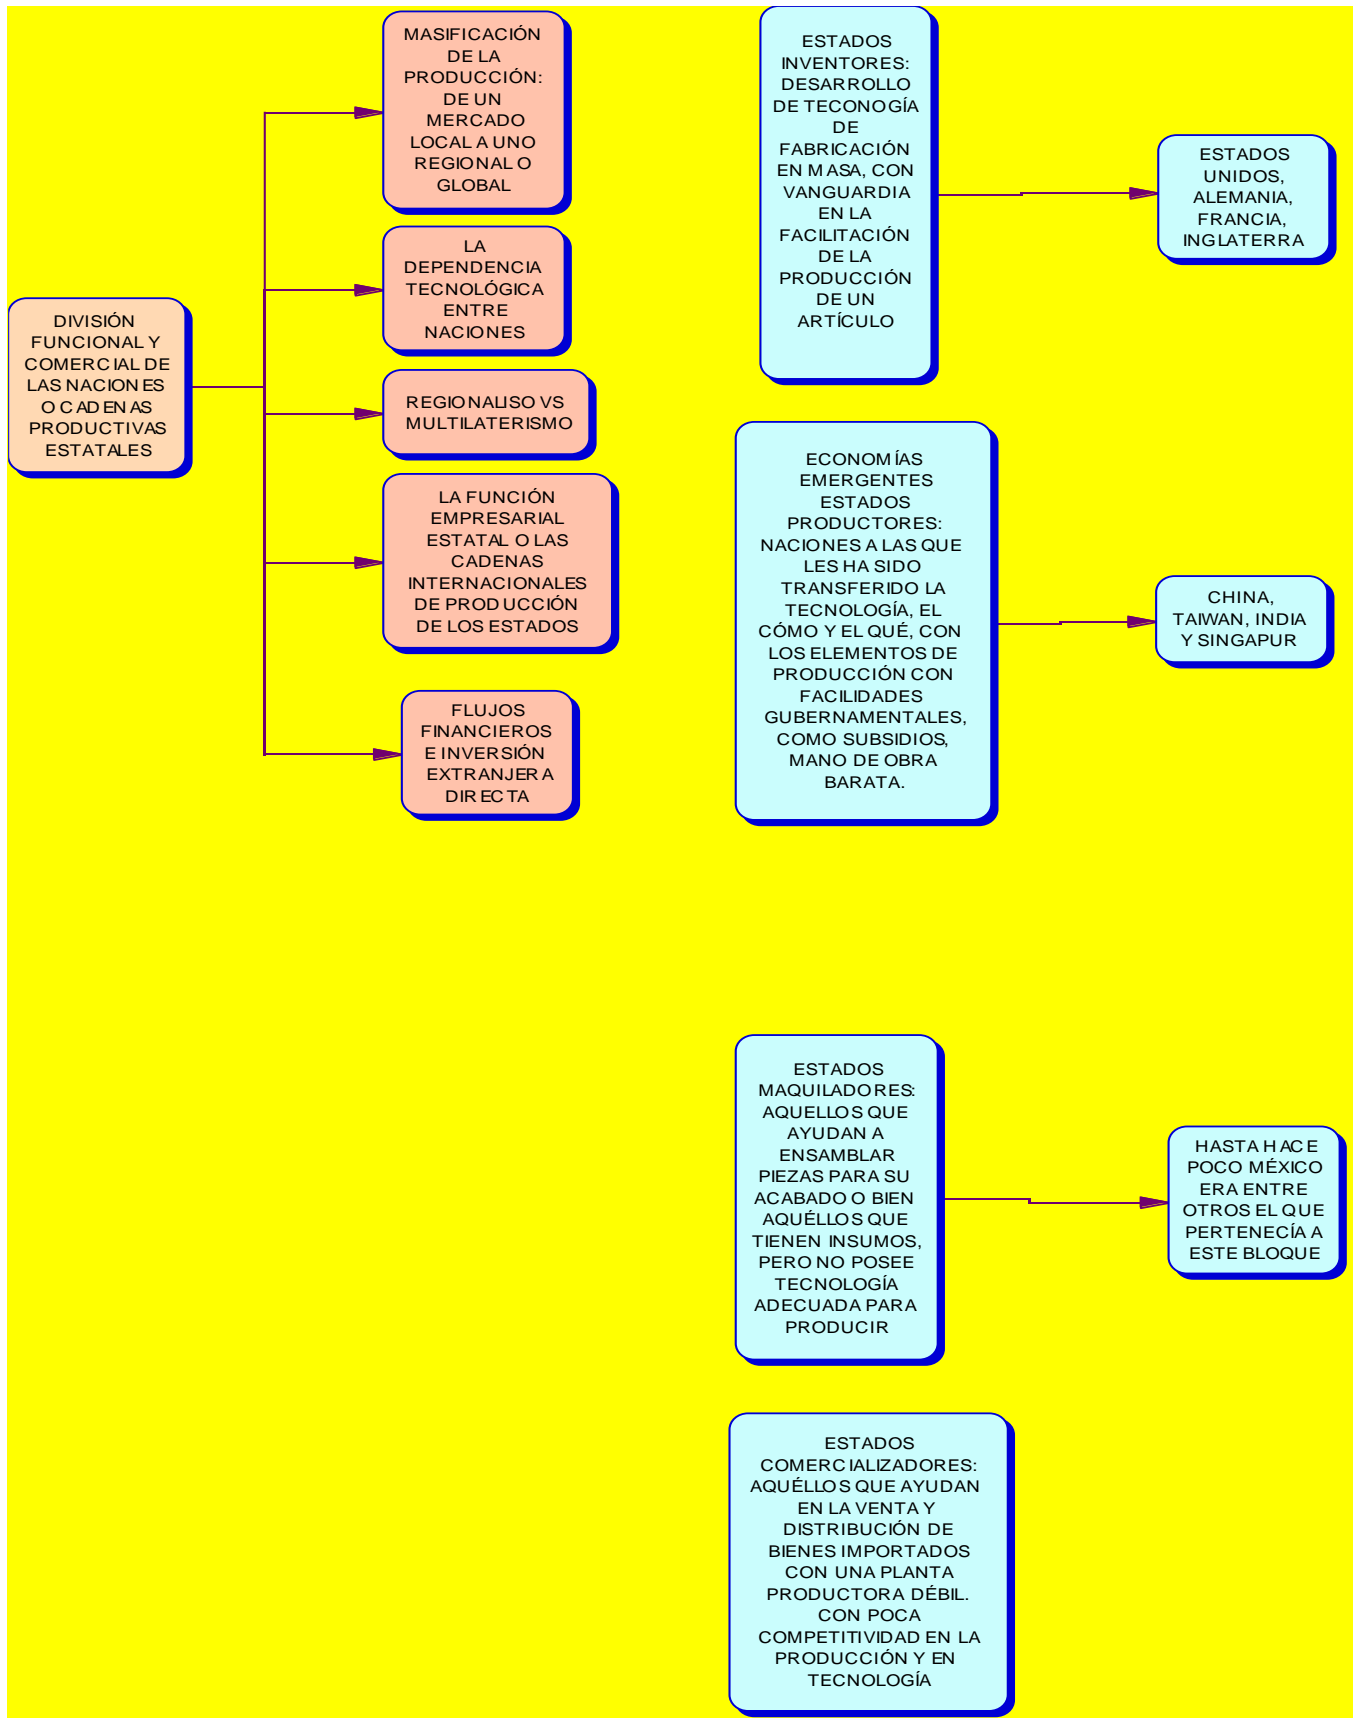 DIVISIÓN
FUNCIONAL Y
COMERCIAL DE
LAS NACIONES
O CADENAS
PRODUCTIVAS
ESTATALES
MASIFICACIÓN
DE LA
PRODUCCIÓN:
DE UN
MERCADO
LOCAL A UNO
REGIONAL O
GLOBAL
LA
DEPENDENCIA
TECNOLÓGICA
ENTRE
NACIONES
REGIONALISO VS
MULTILATERISMO
LA FUNCIÓN
EMPRESARIAL
ESTATAL O LAS
CADENAS
INTERNACIONALES
DE PRODUCCIÓN
DE LOS ESTADOS
FLUJOS
FINANCIEROS
E INVERSIÓN
EXTRANJERA
DIRECTA
ESTADOS
INVENTORES:
DESARROLLO
DE TECONOGÍA
DE
FABRICACIÓN
EN MASA, CON
VANGUARDIA
EN LA
FACILITACIÓN
DE LA
PRODUCCIÓN
DE UN
ARTÍCULO
ESTADOS
UNIDOS,
ALEMANIA,
FRANCIA,
INGLATERRA
ECONOMÍAS
EMERGENTES
ESTADOS
PRODUCTORES:
NACIONES A LAS QUE
LES HA SIDO
TRANSFERIDO LA
TECNOLOGÍA, EL
CÓMO Y EL QUÉ, CON
LOS ELEMENTOS DE
PRODUCCIÓN CON
FACILIDADES
GUBERNAMENTALES,
COMO SUBSIDIOS,
MANO DE OBRA
BARATA.
CHINA,
TAIWAN, INDIA
Y SINGAPUR
ESTADOS
MAQUILADORES:
AQUELLOS QUE
AYUDAN A
ENSAMBLAR
PIEZAS PARA SU
ACABADO O BIEN
AQUÉLLOS QUE
TIENEN INSUMOS,
PERO NO POSEE
TECNOLOGÍA
ADECUADA PARA
PRODUCIR
HASTA HACE
POCO MÉXICO
ERA ENTRE
OTROS EL QUE
PERTENECÍA A
ESTE BLOQUE
ESTADOS
COMERCIALIZADORES:
AQUÉLLOS QUE AYUDAN
EN LA VENTA Y
DISTRIBUCIÓN DE
BIENES IMPORTADOS
CON UNA PLANTA
PRODUCTORA DÉBIL.
CON POCA
COMPETITIVIDAD EN LA
PRODUCCIÓN Y EN
TECNOLOGÍA